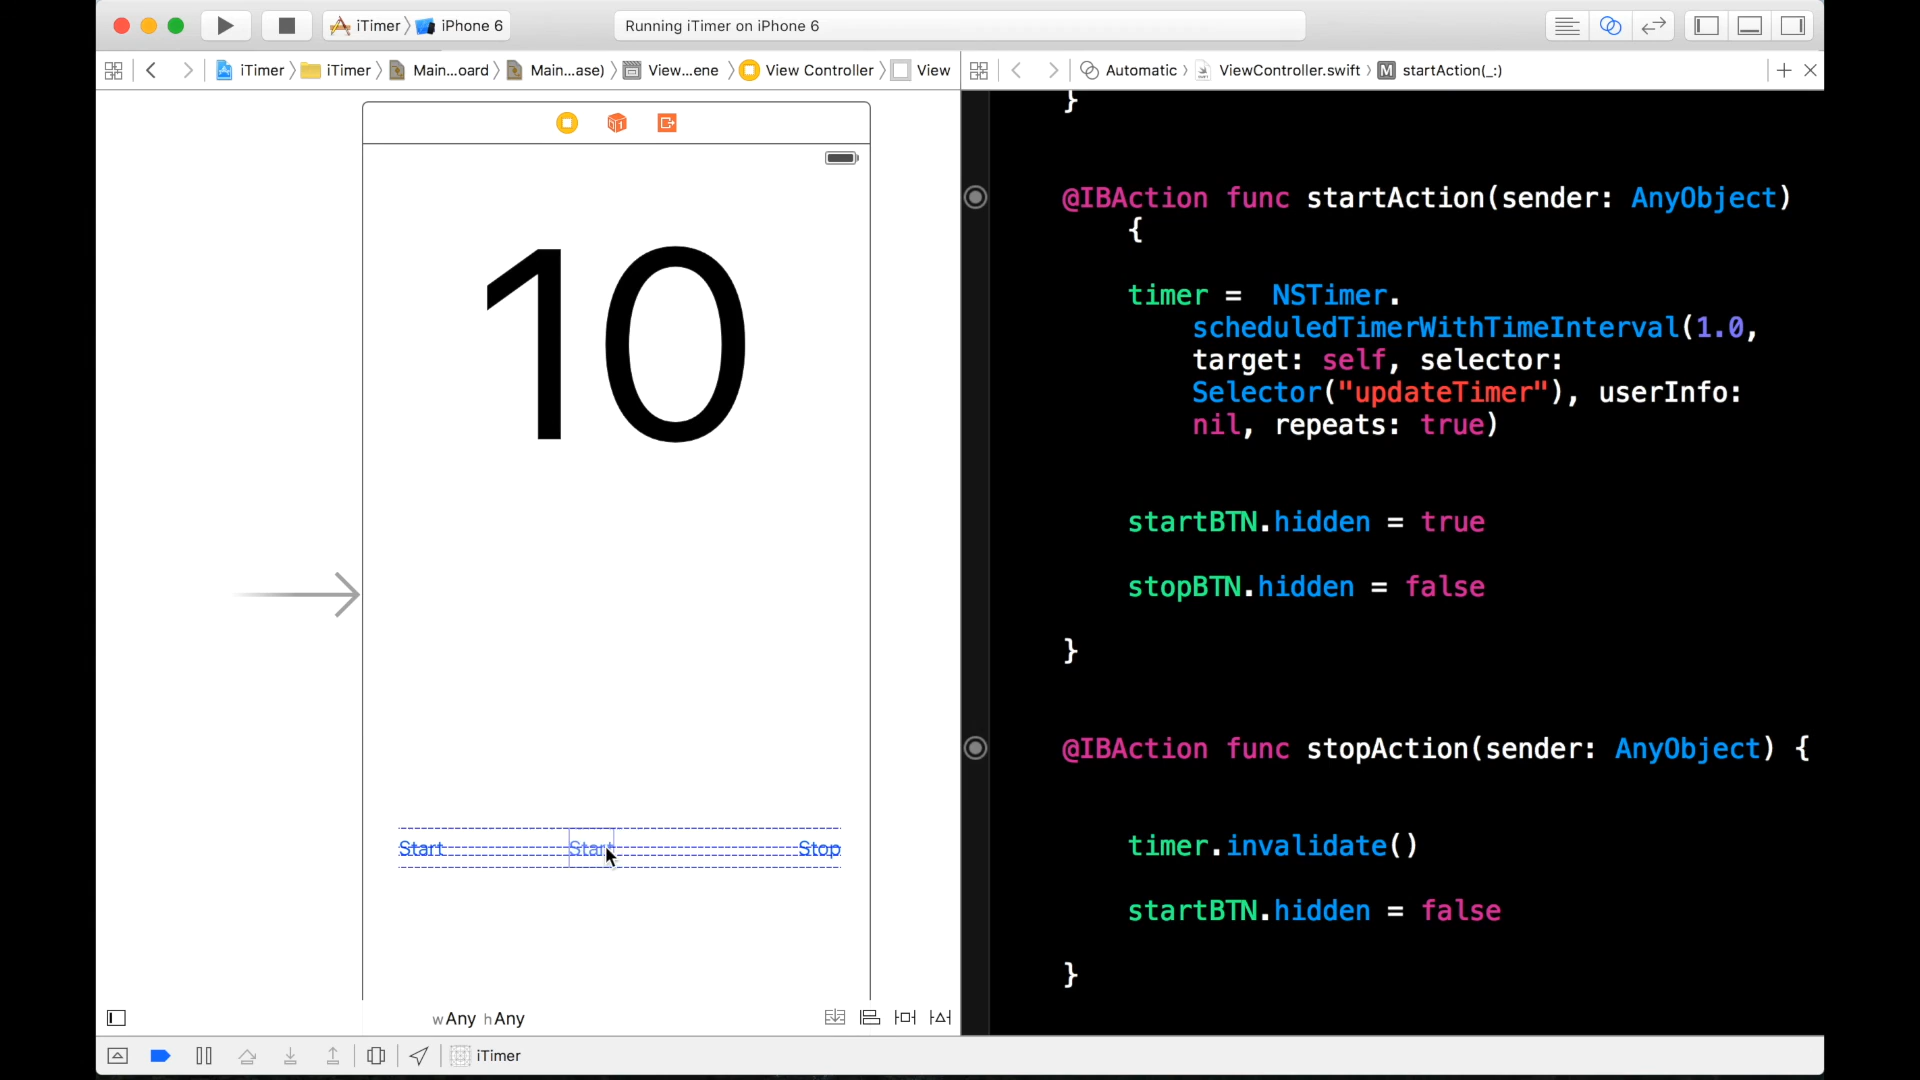 iTimer iPhone 6
Running iTimer on iPhone 6
iTimer iTimer Main...oard Main...ase) View...ene View Controller View
Automatic ViewController.swift M startAction(_:)
1
10
Start Start Stop
wAny hAny
iTimer
}
@IBAction func startAction(sender: AnyObject)
{
timer = NSTimer.
scheduledTimerWithTimeInterval(1.0,
target: self, selector:
Selector("updateTimer"), userInfo:
nil, repeats: true)
startBTN.hidden = true
stopBTN.hidden = false
}
@IBAction func stopAction(sender: AnyObject) {
timer.invalidate()
startBTN.hidden = false
}